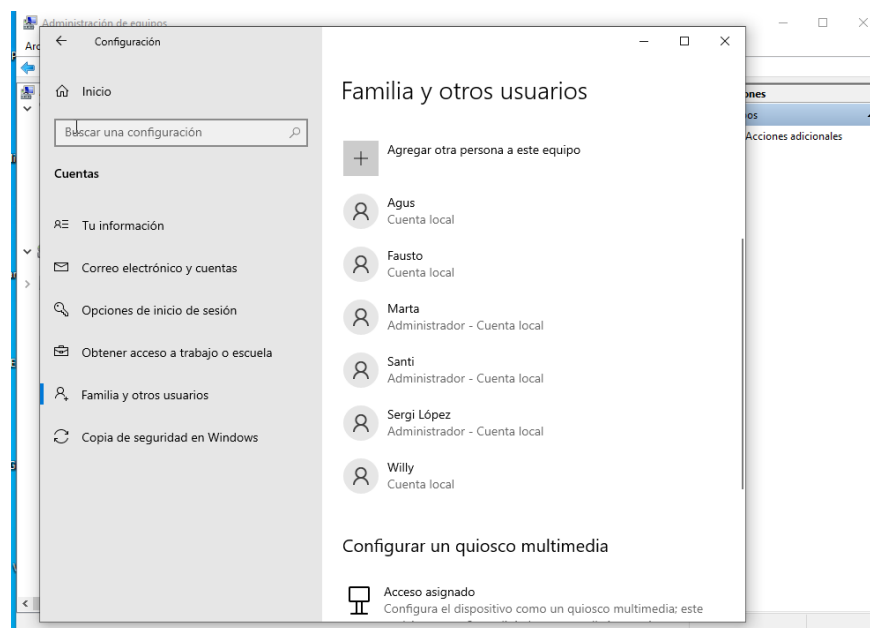 Administración de equipos
Configuración
Inicio
Buscar una configuración
Cuentas
Tu información
Correo electrónico y cuentas
Opciones de inicio de sesión
Obtener acceso a trabajo o escuela
Familia y otros usuarios
Copia de seguridad en Windows
Familia y otros usuarios
Agregar otra persona a este equipo
Agus
Cuenta local
Fausto
Cuenta local
Marta
Administrador - Cuenta local
Santi
Administrador - Cuenta local
Sergi López
Administrador - Cuenta local
Willy
Cuenta local
Configurar un quiosco multimedia
Acceso asignado
Configura el dispositivo como un quiosco multimedia; este
Acciones adicionales